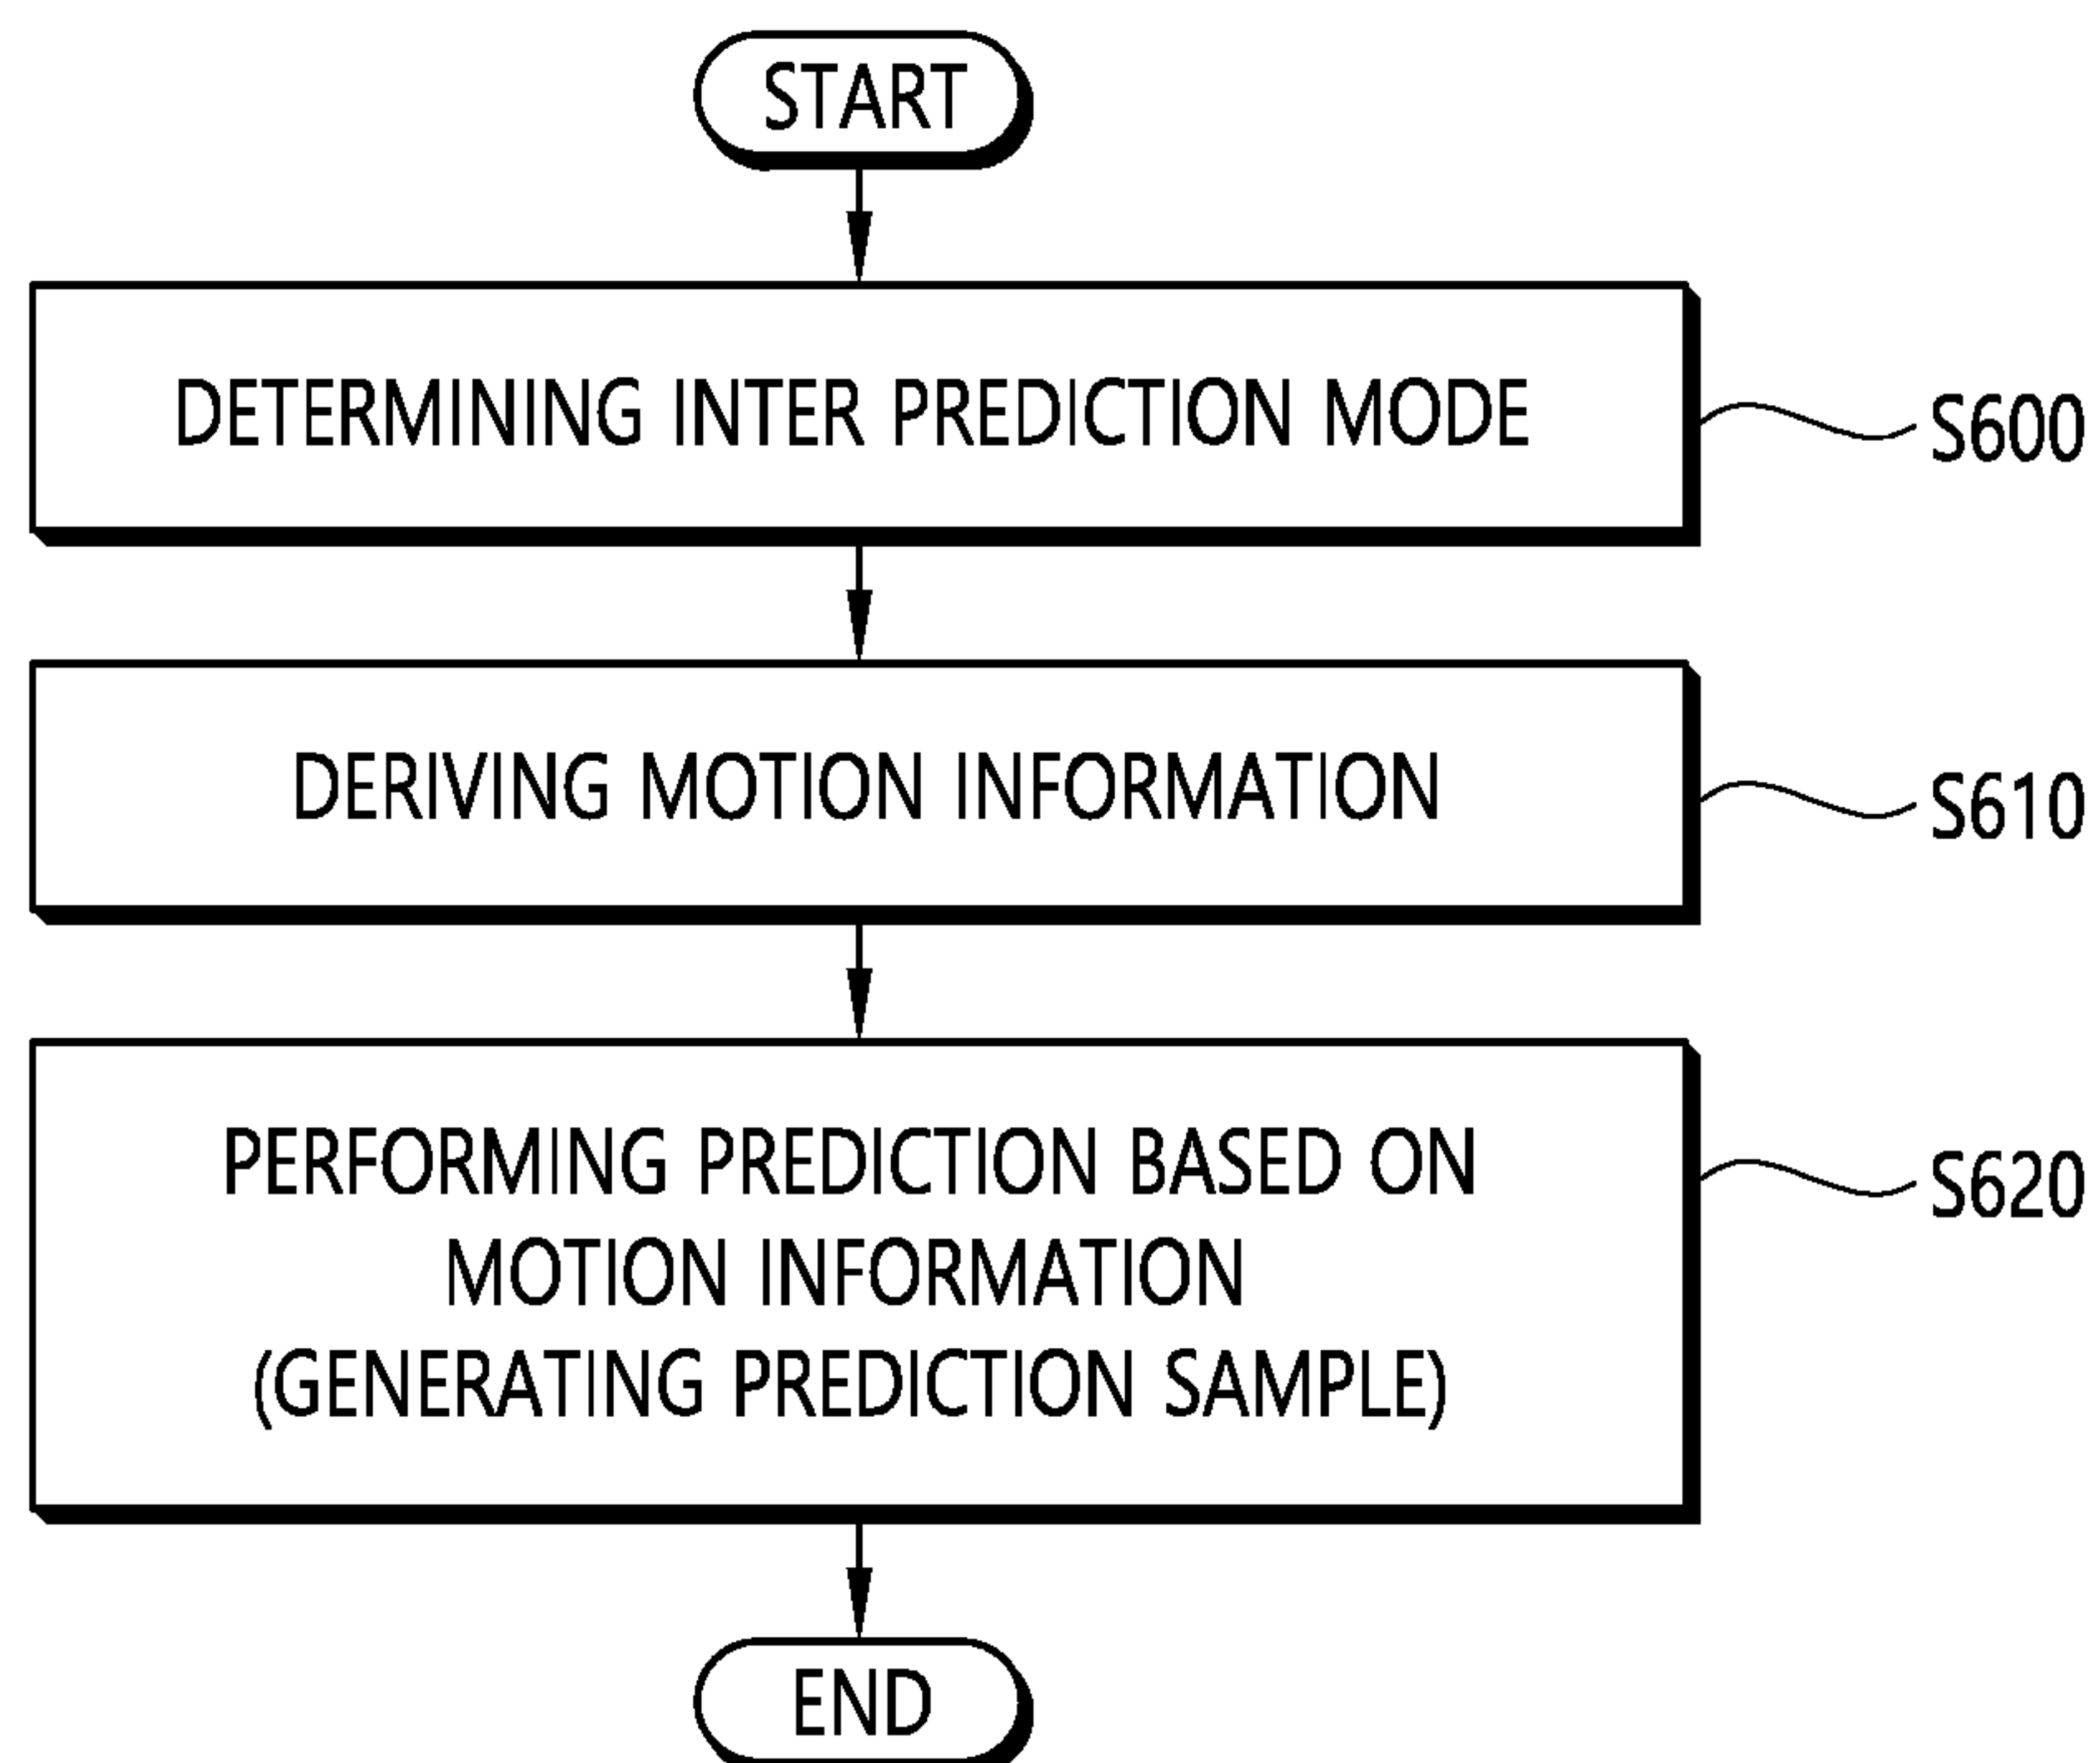 START
DETERMINING INTER PREDICTION MODE
S600
DERIVING MOTION INFORMATION
S610
PERFORMING PREDICTION BASED ON
MOTION INFORMATION
(GENERATING PREDICTION SAMPLE)
S620
END